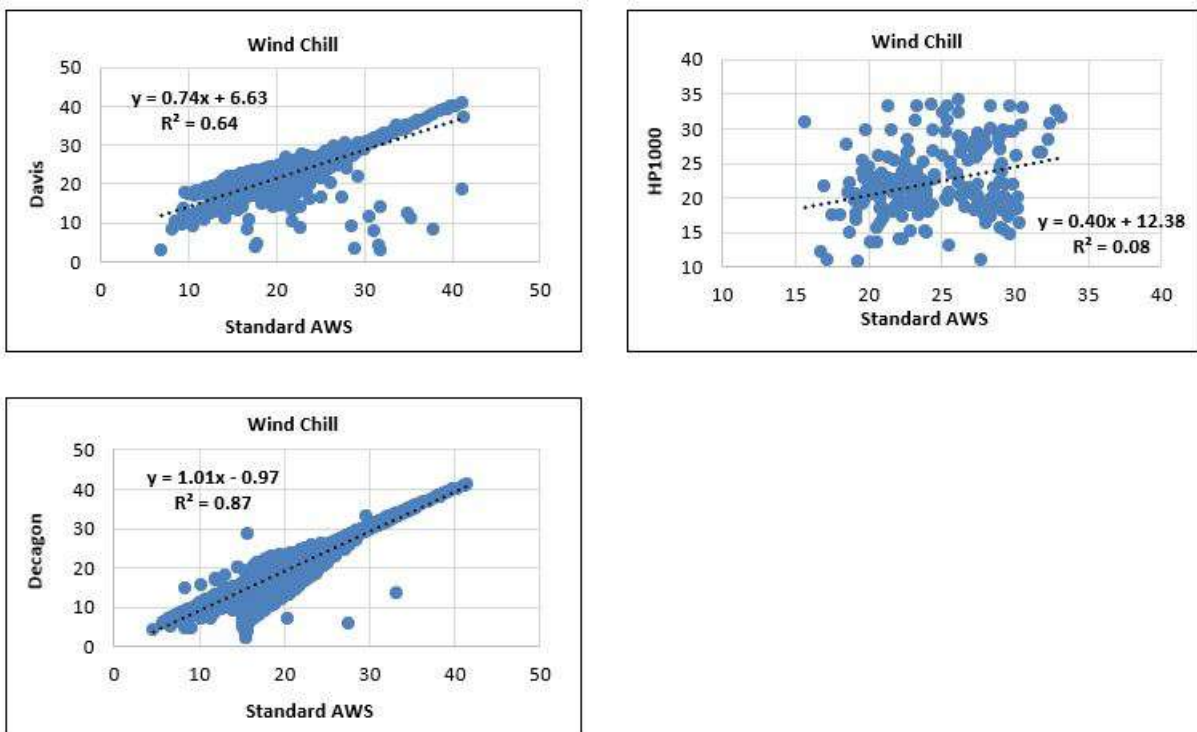 Wind Chill
50
40
30
20
10
0
y = 0.74x + 6.63
R² = 0.64
Davis
0 10 20 30 40 50
Standard AWS
Wind Chill
40
35
30
25
20
15
10
HP1000
y = 0.40x + 12.38
R² = 0.08
10 15 20 25 30 35 40
Standard AWS
Wind Chill
50
40
30
20
10
0
y = 1.01x - 0.97
R² = 0.87
Decagon
0 10 20 30 40 50
Standard AWS